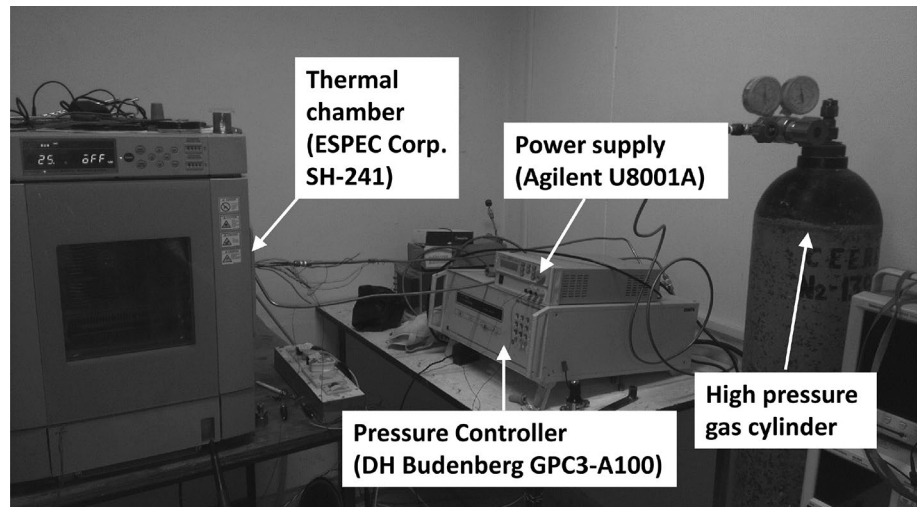 Thermal
chamber
(ESPEC Corp.
SH-241)
Power supply
(Agilent U8001A)
25.
OFF
High pressure
gas cylinder
Pressure Controller
(DH Budenberg GPC3-A100)